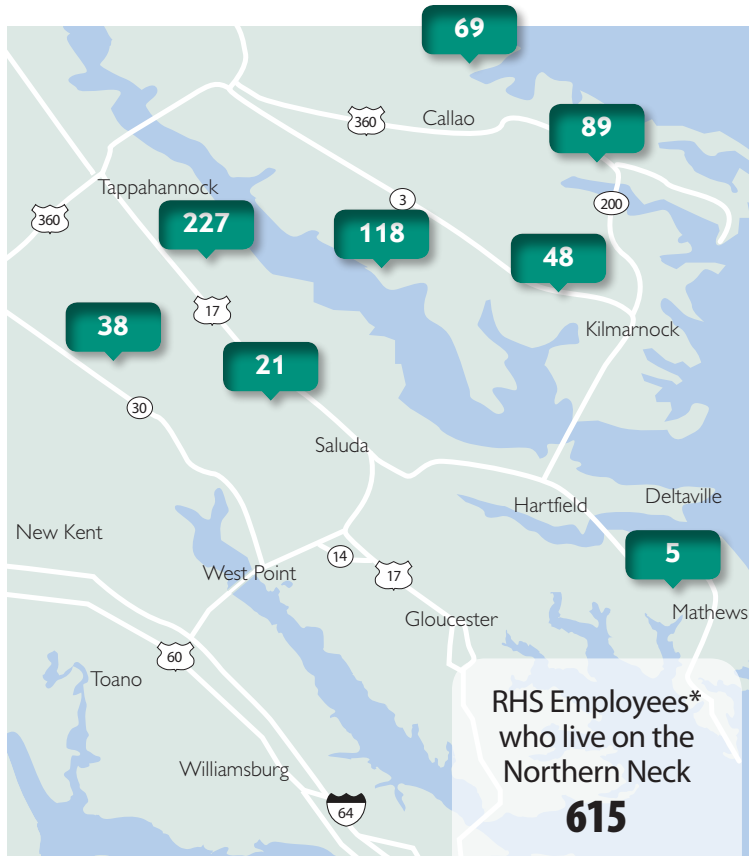 69
360
Callao
89
Tappahannock
3
200
360
227
118
48
17
38
Kilmarnock
21
30
Saluda
Hartfield
Deltaville
New Kent
14
West Point
17
5
Gloucester
Mathews
60
Toano
Williamsburg
64
RHS Employees*
who live on the
Northern Neck
615